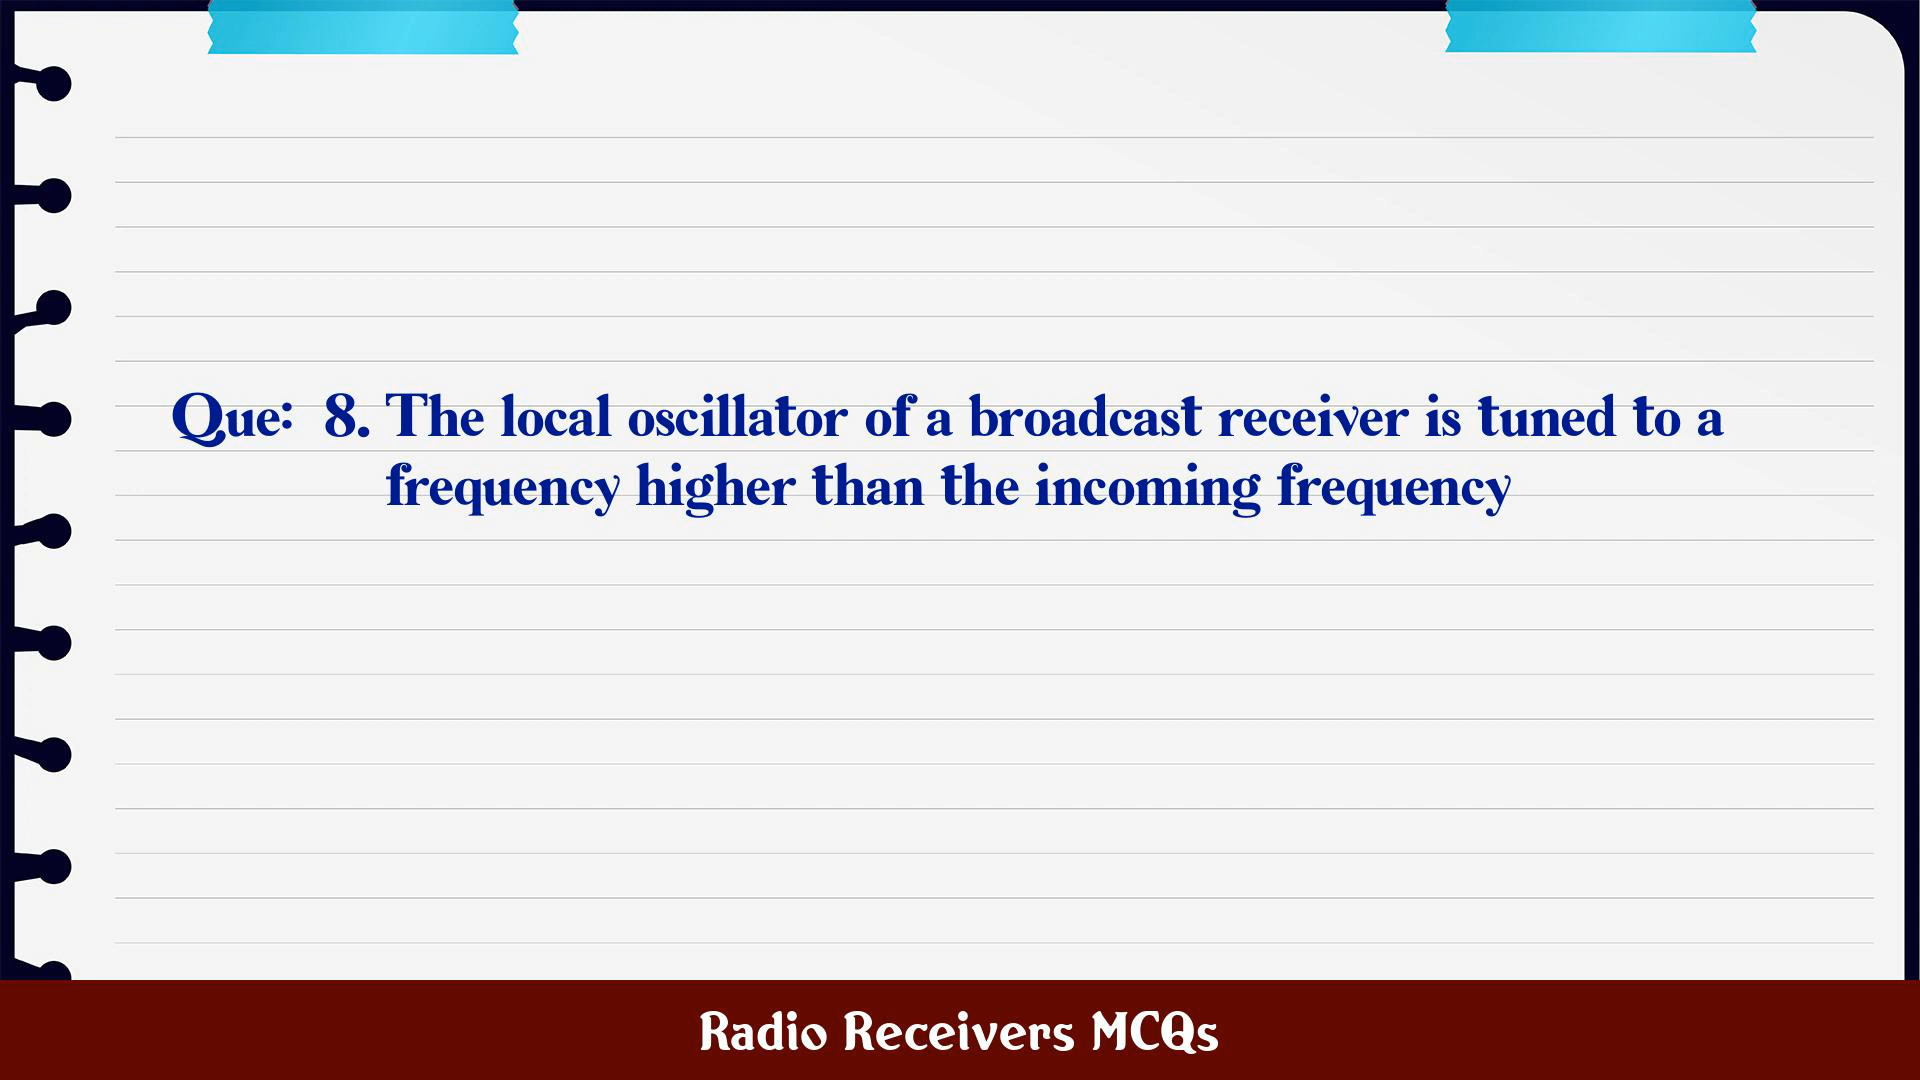 Que: 8. The local oscillator of a broadcast receiver is tuned to a
frequency higher than the incoming frequency
Radio Receivers MCQs